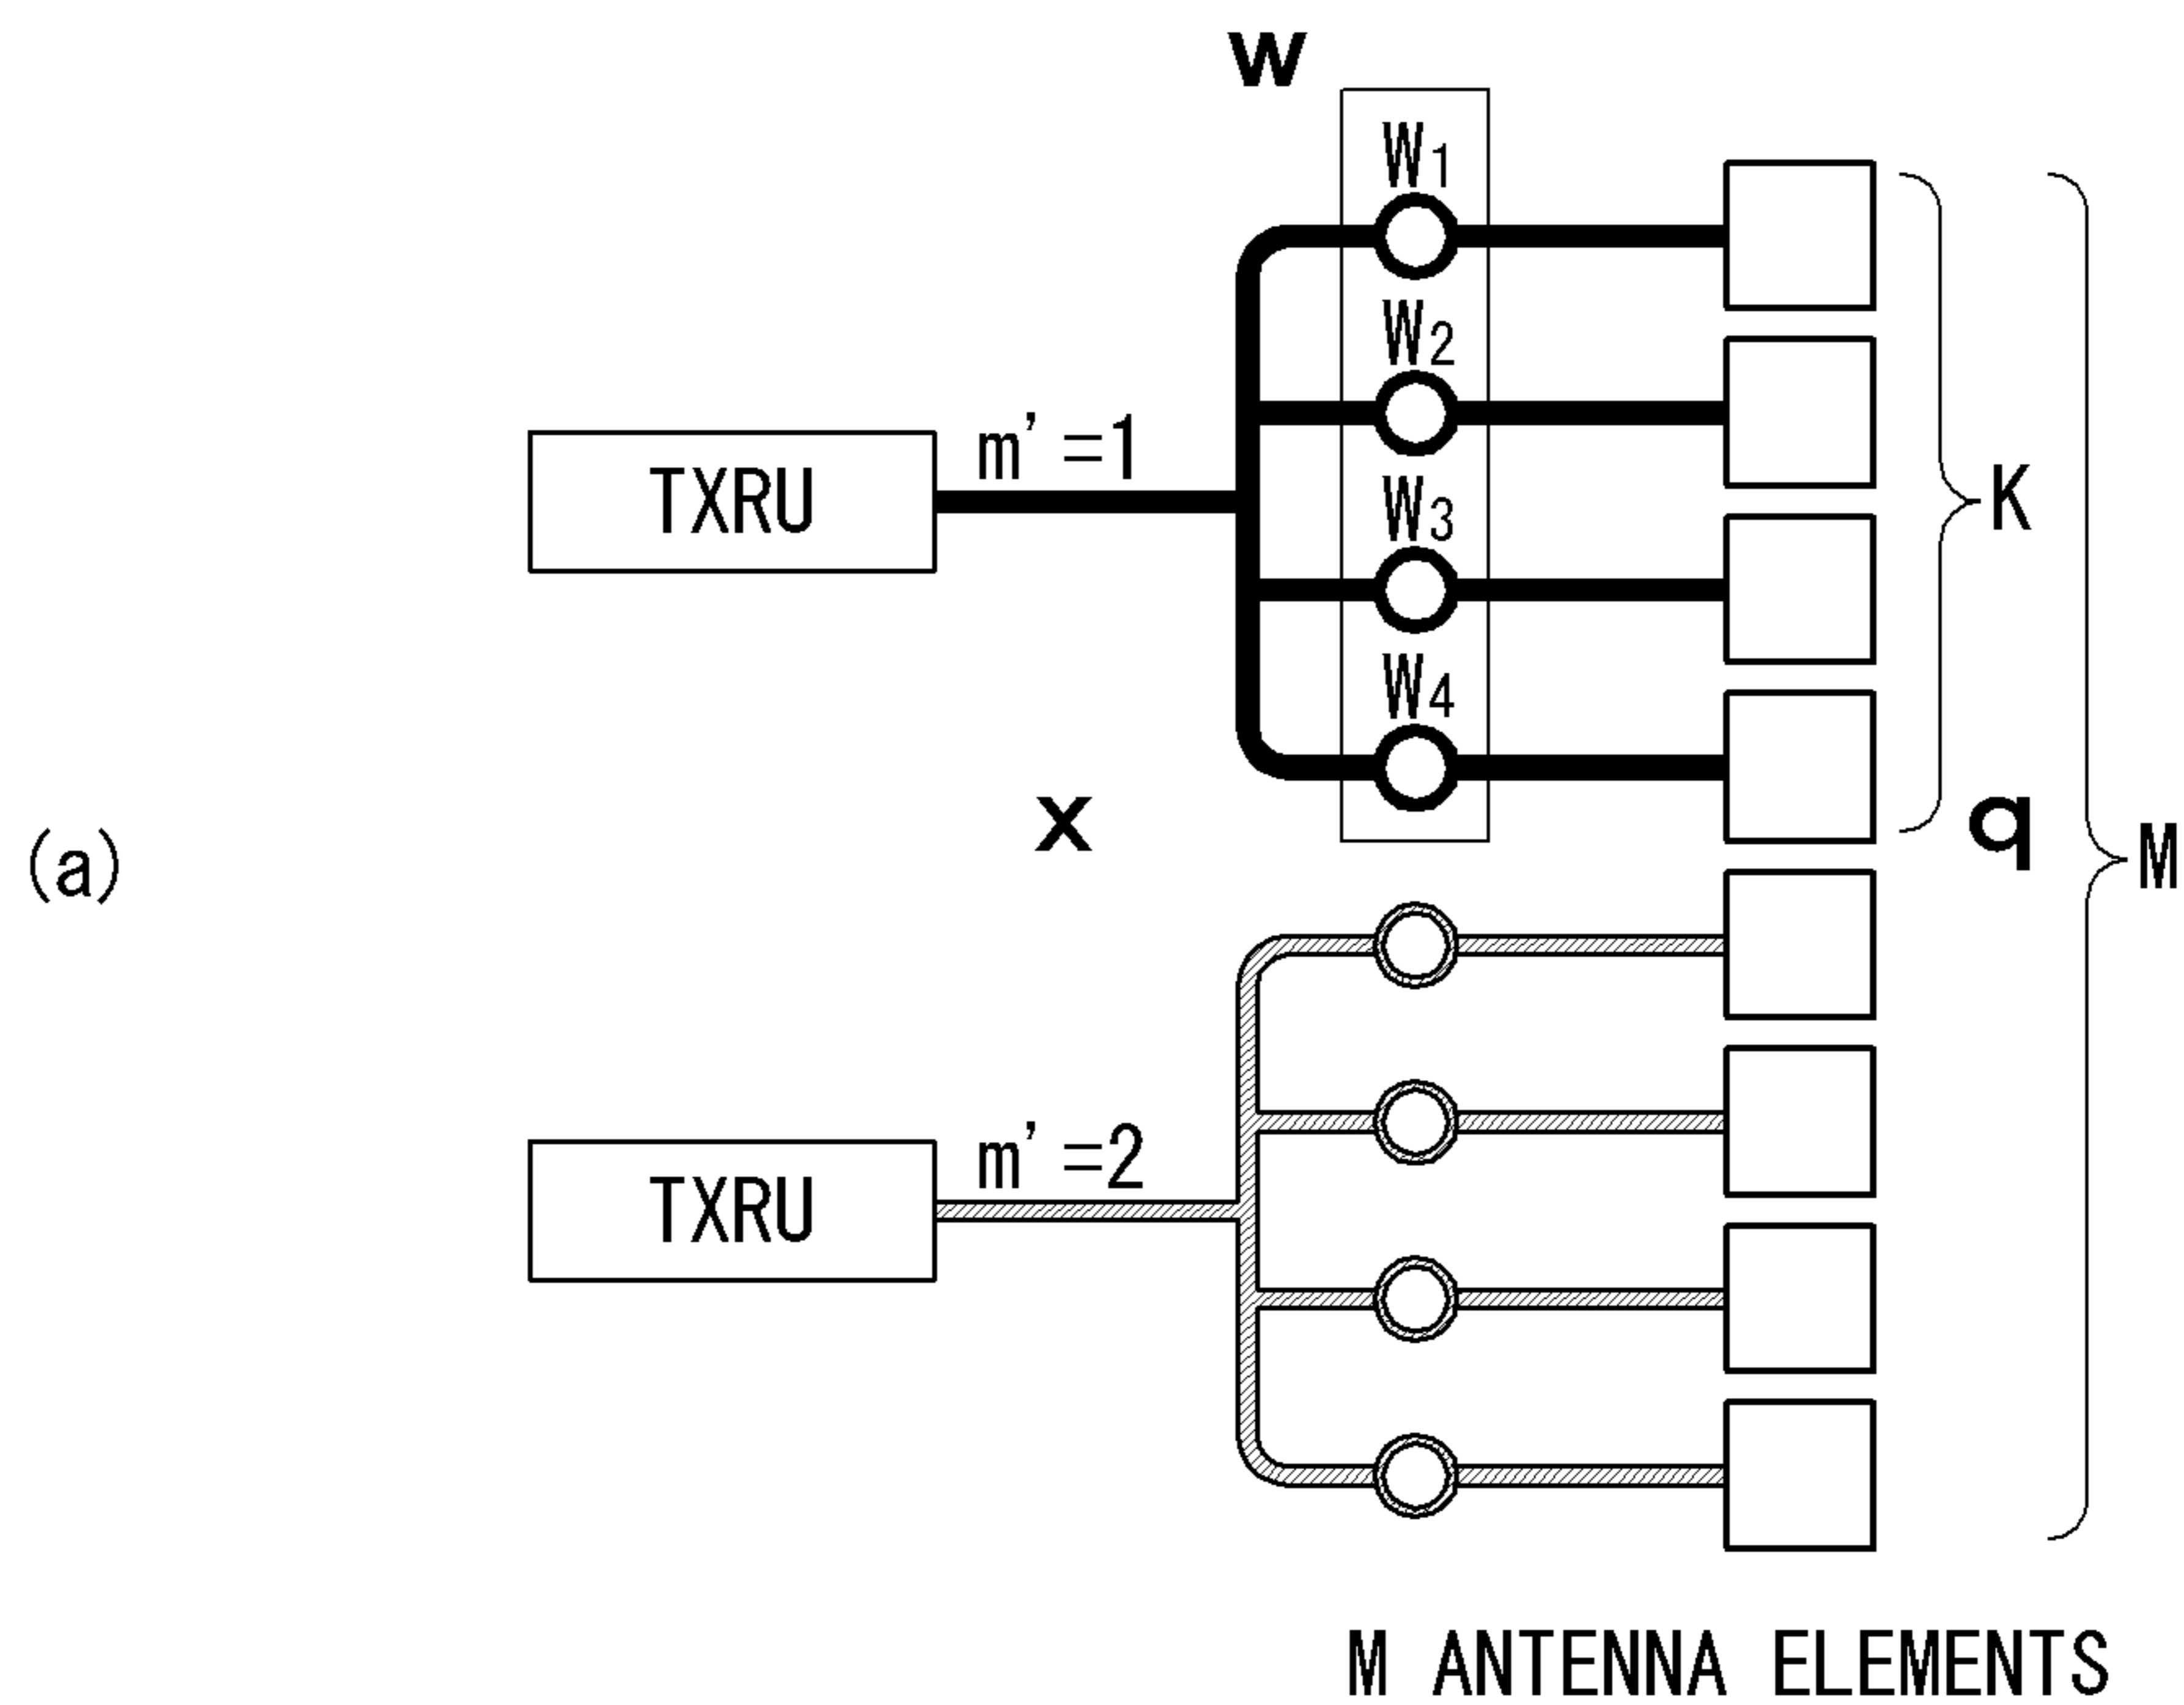 w
W1
W2
m'=1
TXRU
W3
K
W4
x
q
(a)
M
m'=2
TXRU
M ANTENNA ELEMENTS